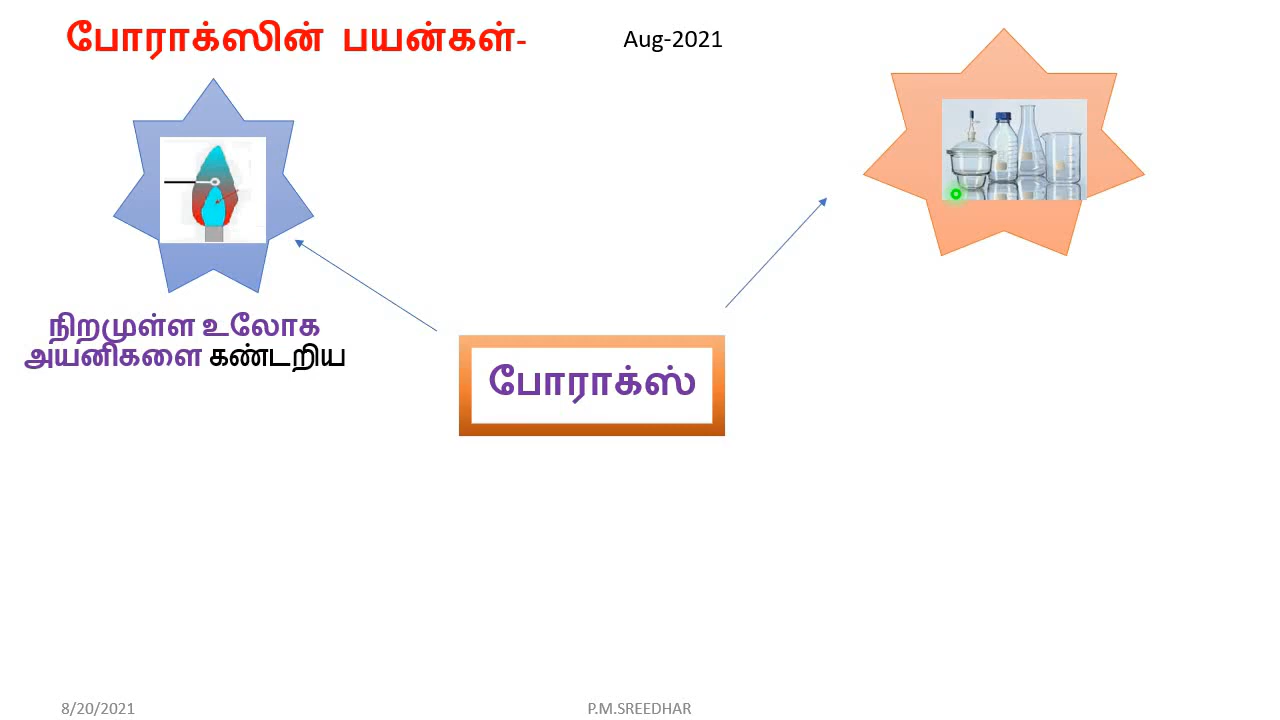 போராக்ஸின் பயன்கள்-
Aug-2021
நிறமுள்ள உலோக
அயனிகளை கண்டறிய
போராக்ஸ்
8/20/2021
P.M.SREEDHAR